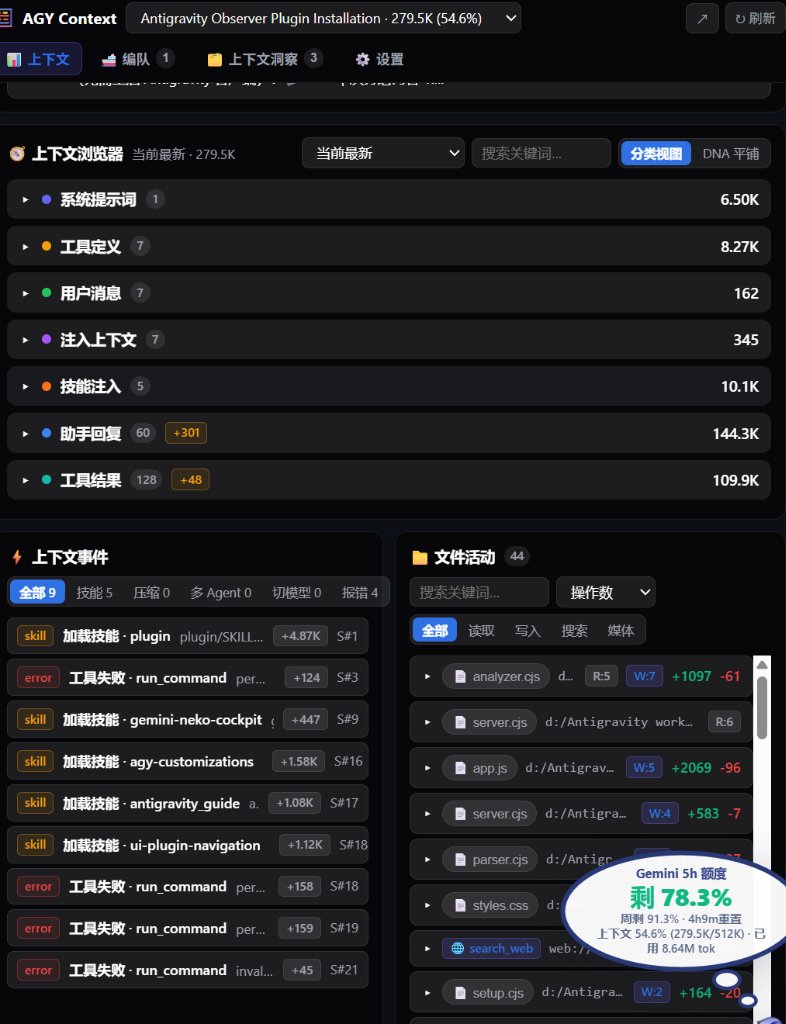 AGY Context
Antigravity Observer Plugin Installation · 279.5K (54.6%)
↗
↻ 刷新
上下文
编队 1
上下文洞察 3
设置
上下文浏览器
当前最新 · 279.5K
当前最新
搜索关键词...
分类视图
DNA 平铺
系统提示词 1 6.50K
工具定义 7 8.27K
用户消息 7 162
注入上下文 7 345
技能注入 5 10.1K
助手回复 60 +301 144.3K
工具结果 128 +48 109.9K
上下文事件
全部 9 技能 5 压缩 0 多 Agent 0 切模型 0 报错 4
skill 加载技能 · plugin plugin/SKILL... +4.87K S#1
error 工具失败 · run_command per... +124 S#3
skill 加载技能 · gemini-neko-cockpit +447 S#9
skill 加载技能 · agy-customizations +1.58K S#16
skill 加载技能 · antigravity_guide a. +1.08K S#17
skill 加载技能 · ui-plugin-navigation +1.12K S#18
error 工具失败 · run_command per... +158 S#18
error 工具失败 · run_command per... +159 S#19
error 工具失败 · run_command inval... +45 S#21
文件活动 44
搜索关键词...
操作数
全部 读取 写入 搜索 媒体
analyzer.cjs d... R:5 W:7 +1097 -61
server.cjs d:/Antigravity work... R:6
app.js d:/Antigrav... W:5 +2069 -96
server.cjs d:/Antigra... W:4 +583 -7
parser.cjs d:/Antigr
styles.css d:
search_web web:/
setup.cjs d:/Antigra... W:2 +164 -20
Gemini 5h 额度
剩 78.3%
周剩 91.3% · 4h9m重置
上下文 54.6% (279.5K/512K) · 已
用 8.64M tok